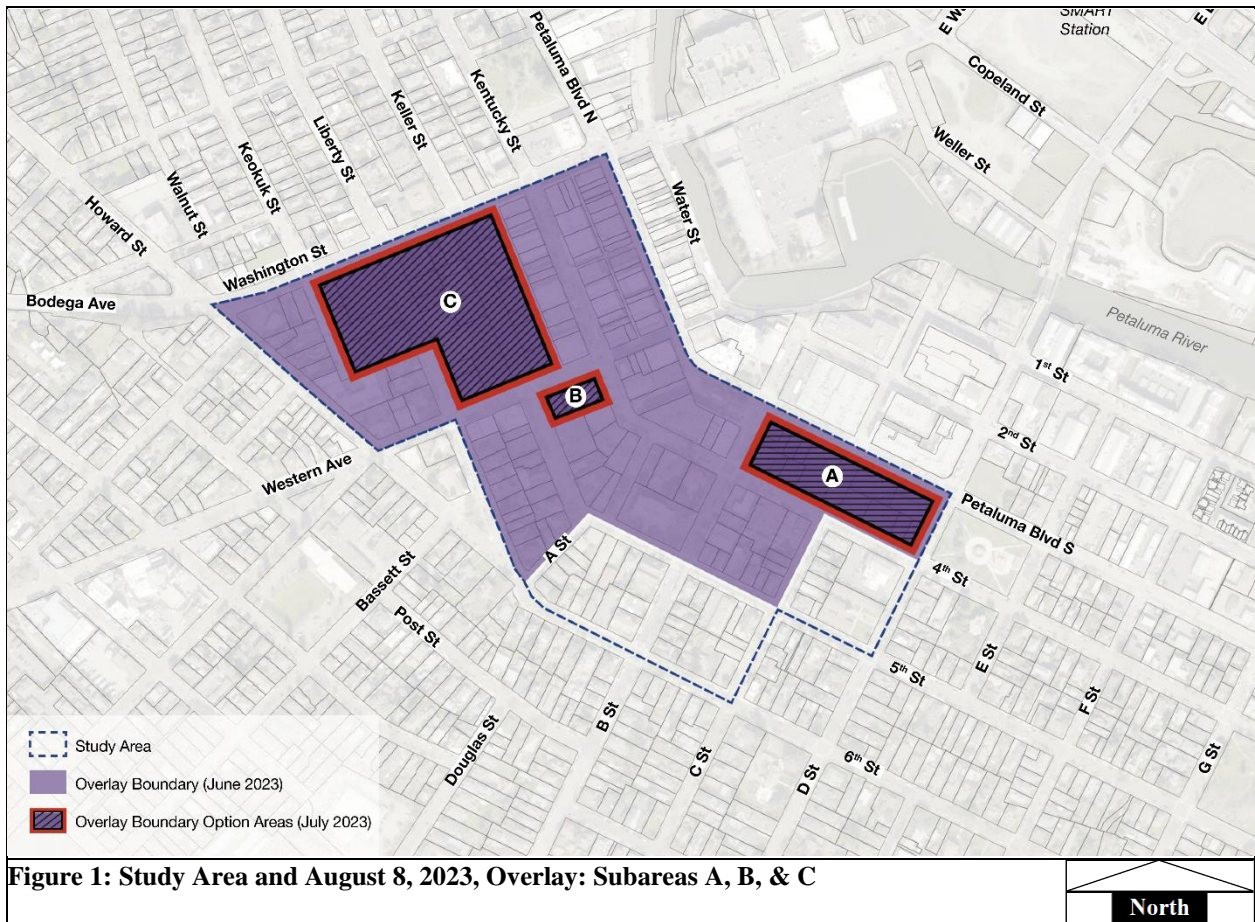 SMART
Station
Copeland St
Weller St
Petaluma Blvd N
Kentucky St
Keller St
Liberty St
Keokuk St
Walnut St
Howard St
Washington St
Bodega Ave
Water St
Petaluma River
C
B
A
1st St
2nd St
Petaluma Blvd S
4th St
Western Ave
A St
Bassett St
Post St
E St
5th St
F St
B St
Douglas St
C St
D St
6th St
G St
Study Area
Overlay Boundary (June 2023)
Overlay Boundary Option Areas (July 2023)
Figure 1: Study Area and August 8, 2023, Overlay: Subareas A, B, & C
North